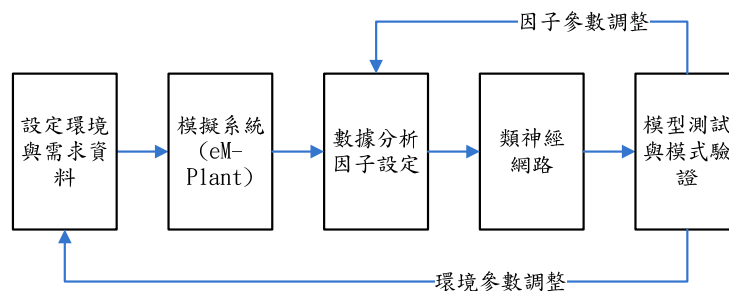 因子參數調整
設定環境
與需求資
料
模擬系統
(eM-
Plant)
數據分析
因子設定
類神經
網路
模型測試
與模式驗
證
環境參數調整